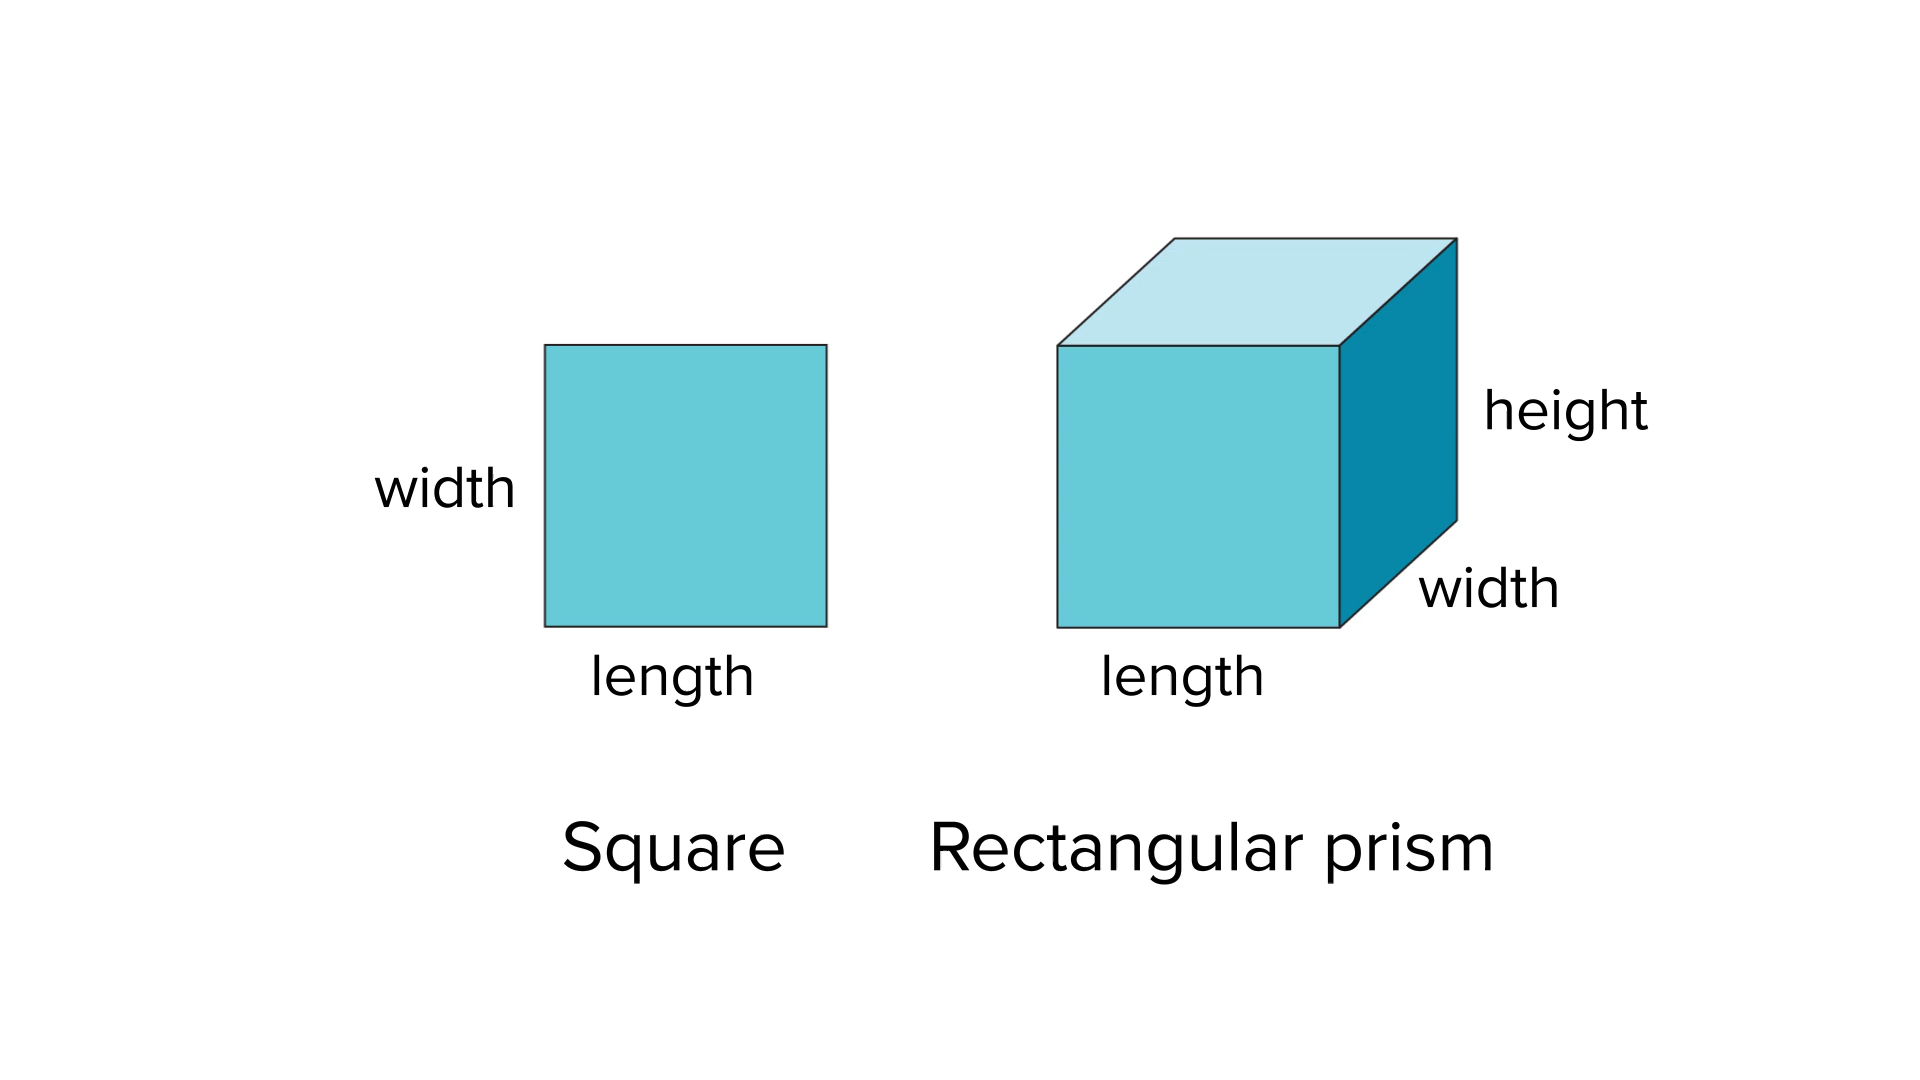 height
width
width
length
length
Square
Rectangular prism